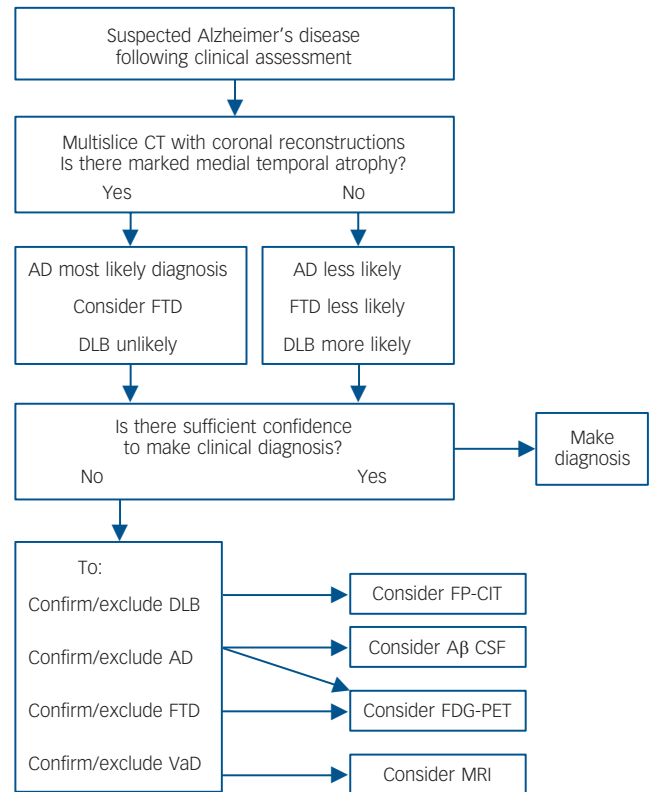 Suspected Alzheimer's disease
following clinical assessment
Multislice CT with coronal reconstructions
Is there marked medial temporal atrophy?
Yes
No
AD most likely diagnosis
Consider FTD
DLB unlikely
AD less likely
FTD less likely
DLB more likely
Is there sufficient confidence
to make clinical diagnosis?
No
Yes
Make
diagnosis
To:
Confirm/exclude DLB
Consider FP-CIT
Confirm/exclude AD
Consider Aβ CSF
Confirm/exclude FTD
Consider FDG-PET
Confirm/exclude VaD
Consider MRI